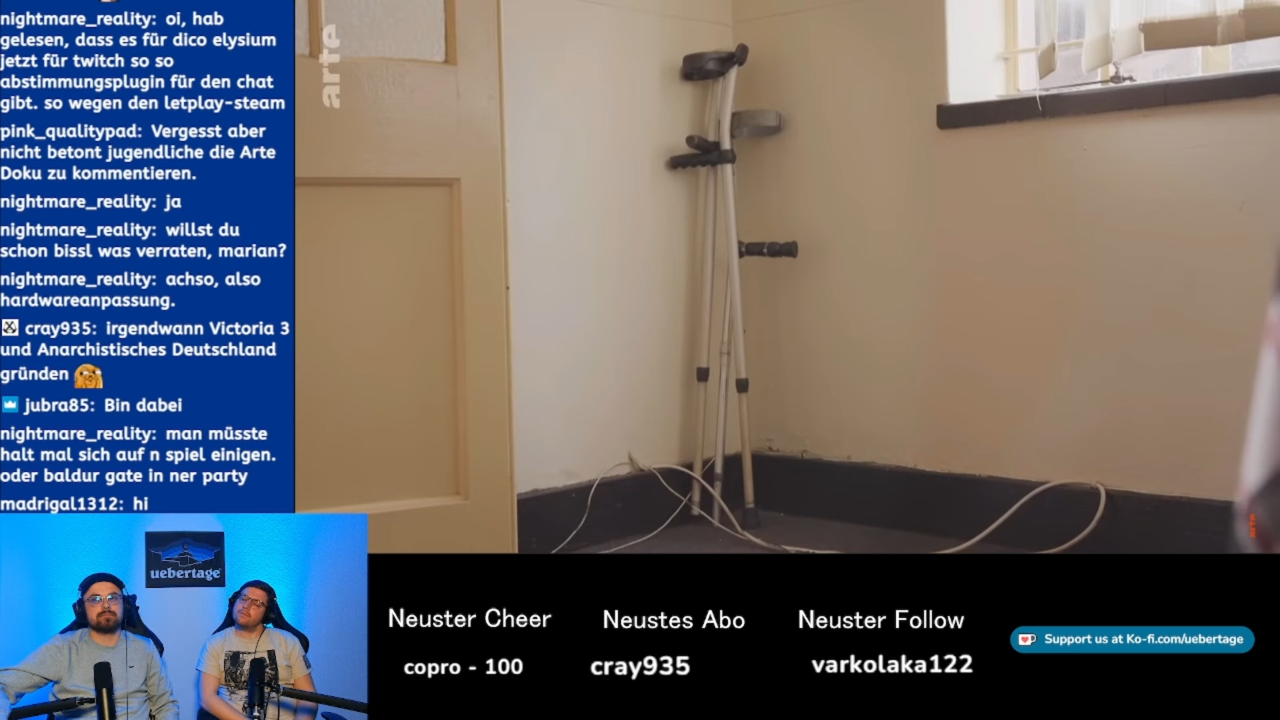 nightmare_reality: oi, hab
gelesen, dass es für dico elysium
jetzt für twitch so so
abstimmungsplugin für den chat
gibt. so wegen den letplay-steam
pink_qualitypad: Vergesst aber
nicht betont jugendliche die Arte
Doku zu kommentieren.
nightmare_reality: ja
nightmare_reality: willst du
schon bissl was verraten, marian?
nightmare_reality: achso, also
hardwareanpassung.
cray935: irgendwann Victoria 3
und Anarchistisches Deutschland
gründen
jubra85: Bin dabei
nightmare_reality: man müsste
halt mal sich auf n spiel einigen.
oder baldur gate in ner party
madrigal1312: hi
arte
uebertage
Neuster Cheer
copro - 100
Neustes Abo
cray935
Neuster Follow
varkolaka122
Support us at Ko-fi.com/uebertage